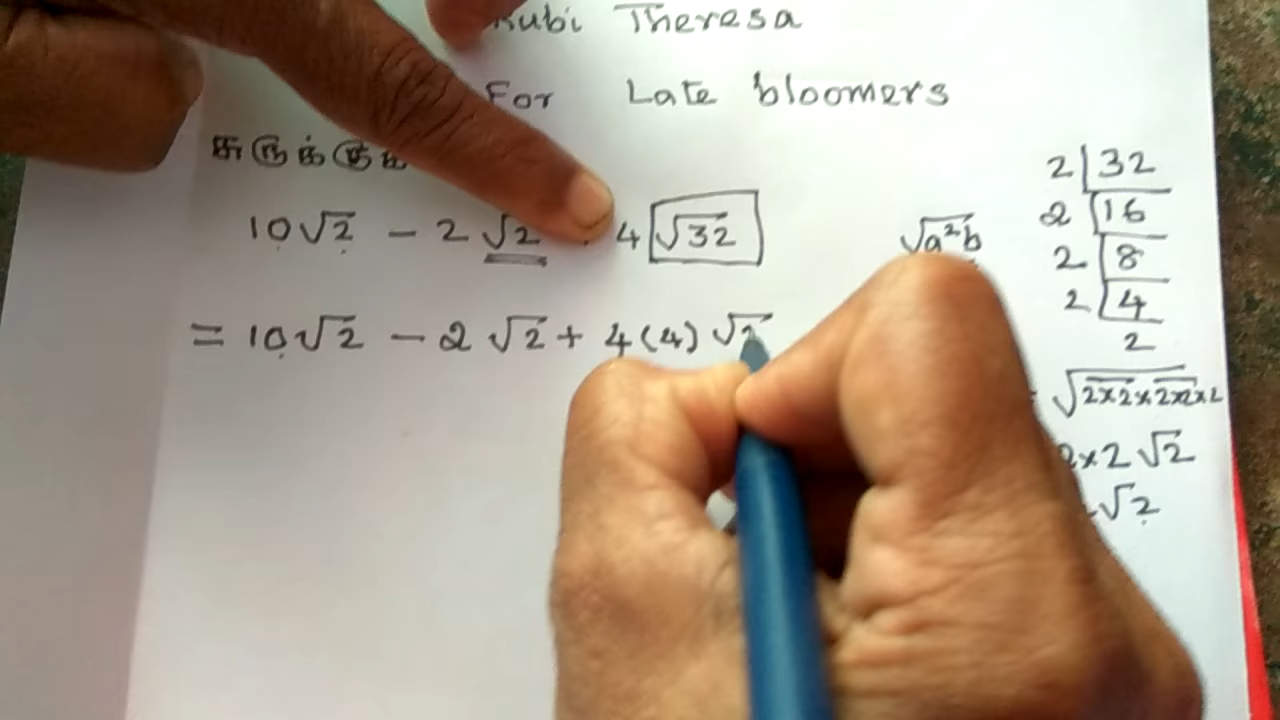 Theresa
For Late bloomers
10√2 - 2√2 4√32
= 10√2 - 2√2 + 4(4)√2
√a²b
2 | 32
2 | 16
2 | 8
2 | 4
2
√2×2×2×2×2
2×2√2
√2